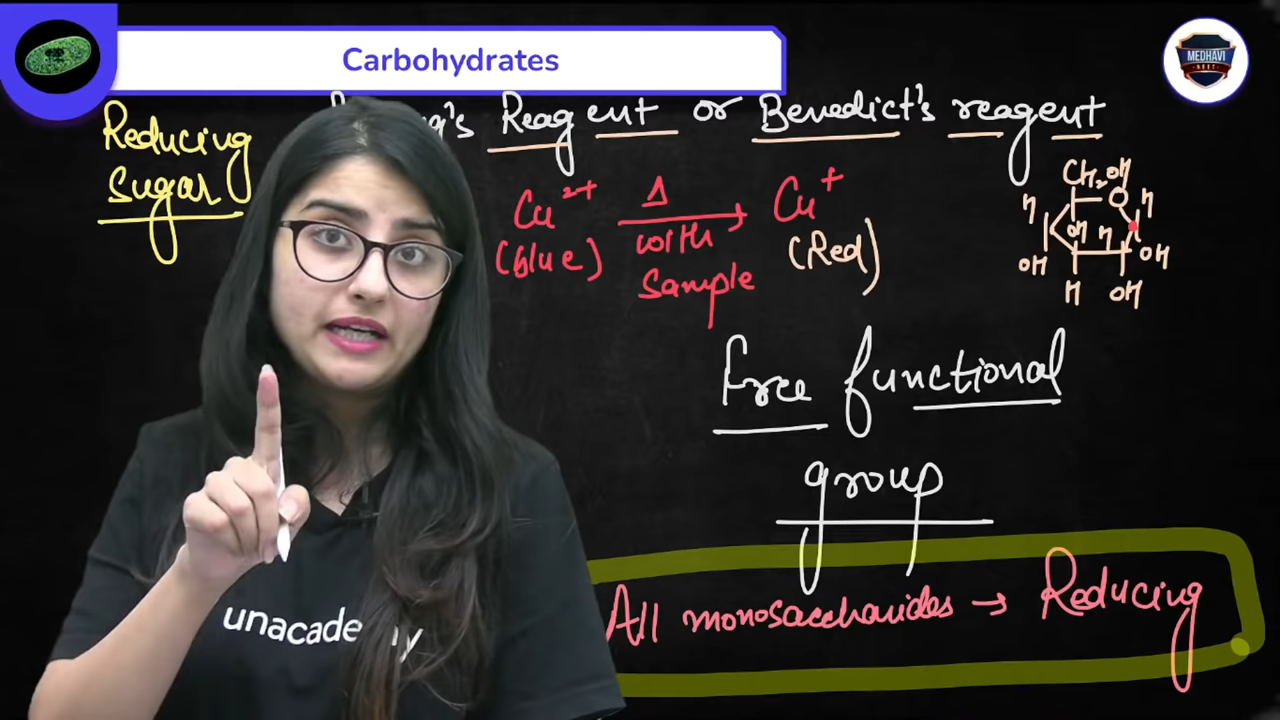 Carbohydrates
MEDHAVI
NEET
Reducing
Sugar
Reagent or Benedict's reagent
Cu²⁺ Δ with Sample → Cu⁺
(blue) (Red)
CH₂OH
O
H H
OH H
OH OH
H OH
Free functional
group
All monosaccharides → Reducing
unacademy